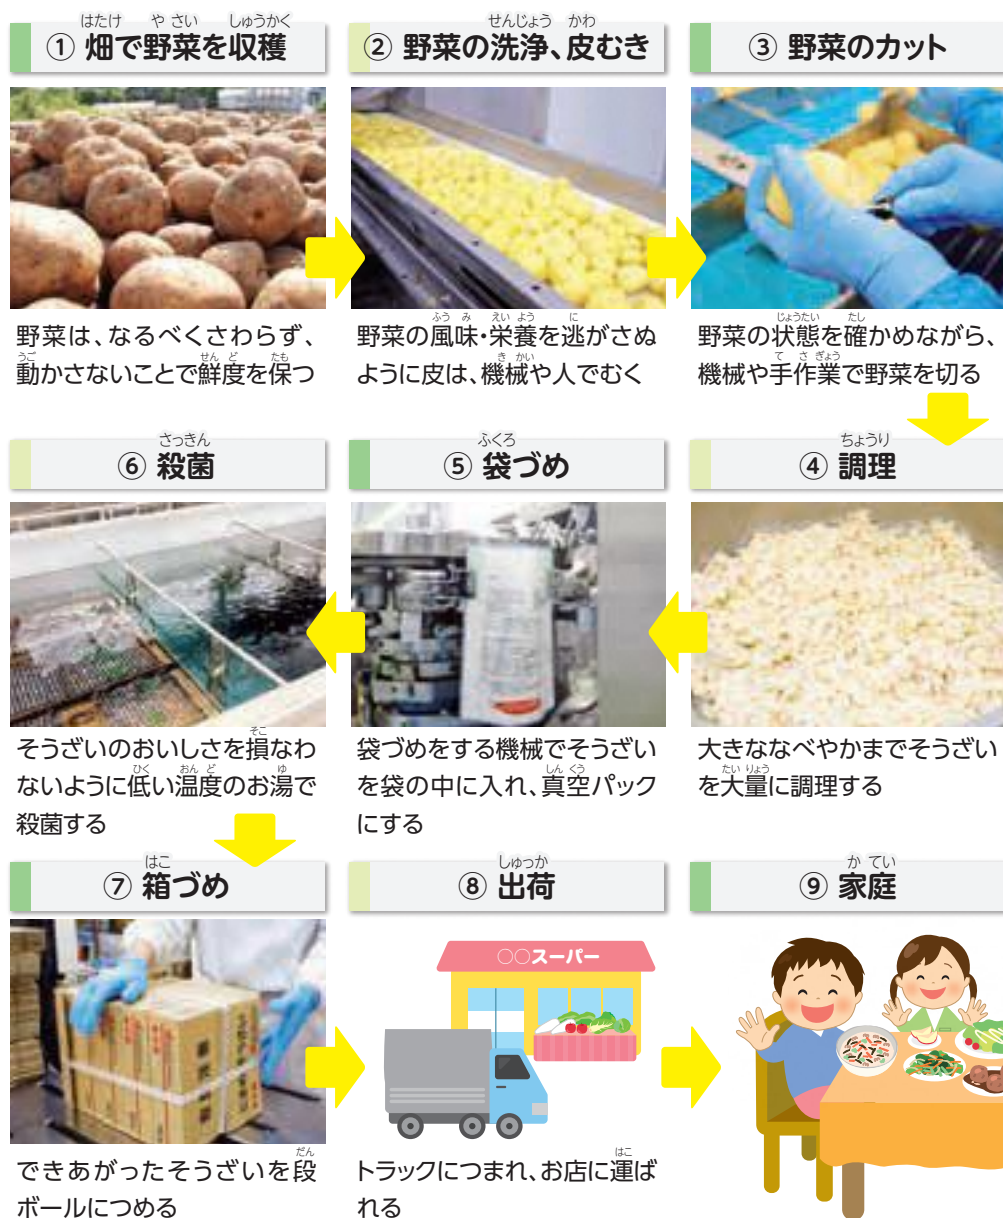 はたけ やさい しゅうかく
① 畑で野菜を収穫
野菜は、なるべくさわらず、
うご せんど たも
動かさないことで鮮度を保つ
せんじょう かわ
② 野菜の洗浄、皮むき
ふうみ えいよう に
野菜の風味・栄養を逃がさぬ
きかい
ように皮は、機械や人でむく
③ 野菜のカット
じょうたい たし
野菜の状態を確かめながら、
てさぎょう
機械や手作業で野菜を切る
ちょうり
④ 調理
大きななべやかまでそうざい
たいりょう
を大量に調理する
ふくろ
⑤ 袋づめ
袋づめをする機械でそうざい
しんくう
を袋の中に入れ、真空パック
にする
さっきん
⑥ 殺菌
そこ
そうざいのおいしさを損なわ
ひく おんど ゆ
ないように低い温度のお湯で
殺菌する
はこ
⑦ 箱づめ
だん
できあがったそうざいを段
ボールにつめる
しゅっか
⑧ 出荷
○○スーパー
はこ
トラックにつまれ、お店に運ば
れる
かてい
⑨ 家庭